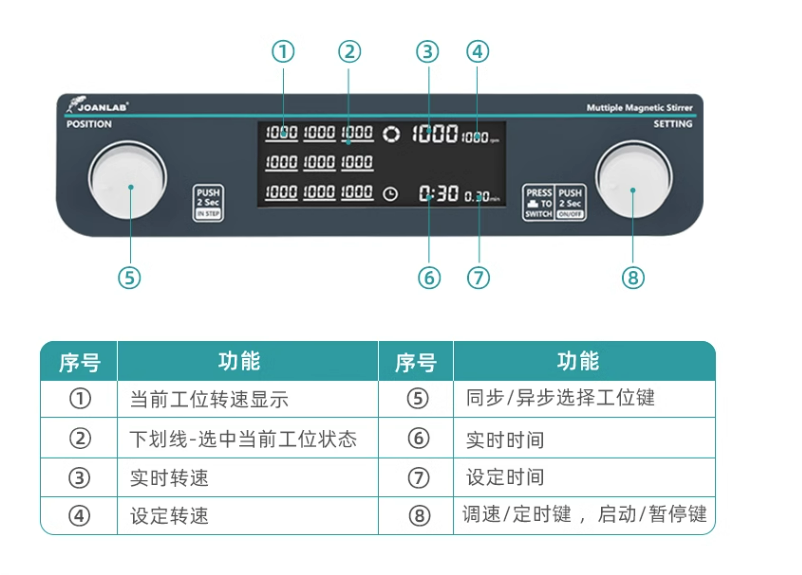 ① ② ③ ④
JOANLAB®
Muttiple Magnetic Stirrer
POSITION
SETTING
1000 1000 1000 1000 1000 rpm
1000 1000 1000
1000 1000 1000 0:30 0.30 min
PUSH
2 Sec
IN STEP
PRESS
TO
SWITCH
PUSH
2 Sec
ON/OFF
⑤ ⑥ ⑦ ⑧
序号 功能 序号 功能
① 当前工位转速显示 ⑤ 同步/异步选择工位键
② 下划线-选中当前工位状态 ⑥ 实时时间
③ 实时转速 ⑦ 设定时间
④ 设定转速 ⑧ 调速/定时键，启动/暂停键